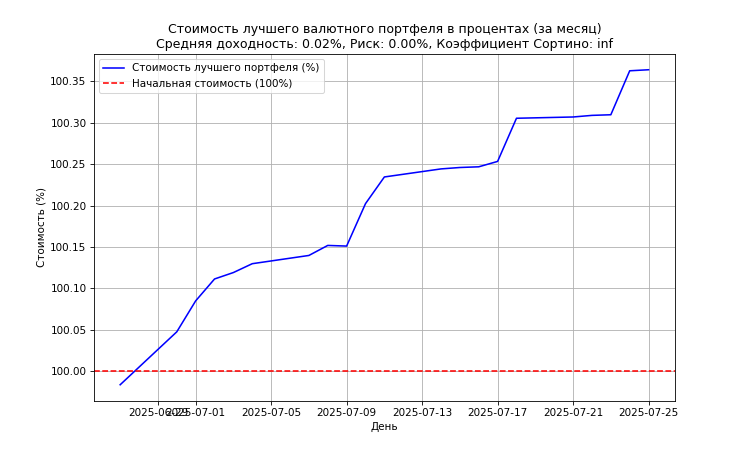 Стоимость лучшего валютного портфеля в процентах (за месяц)
Средняя доходность: 0.02%, Риск: 0.00%, Коэффициент Сортино: inf
Стоимость лучшего портфеля (%)
Начальная стоимость (100%)
100.35
100.30
100.25
100.20
100.15
100.10
100.05
100.00
Стоимость (%)
2025-06-29 2025-07-01 2025-07-05 2025-07-09 2025-07-13 2025-07-17 2025-07-21 2025-07-25
День